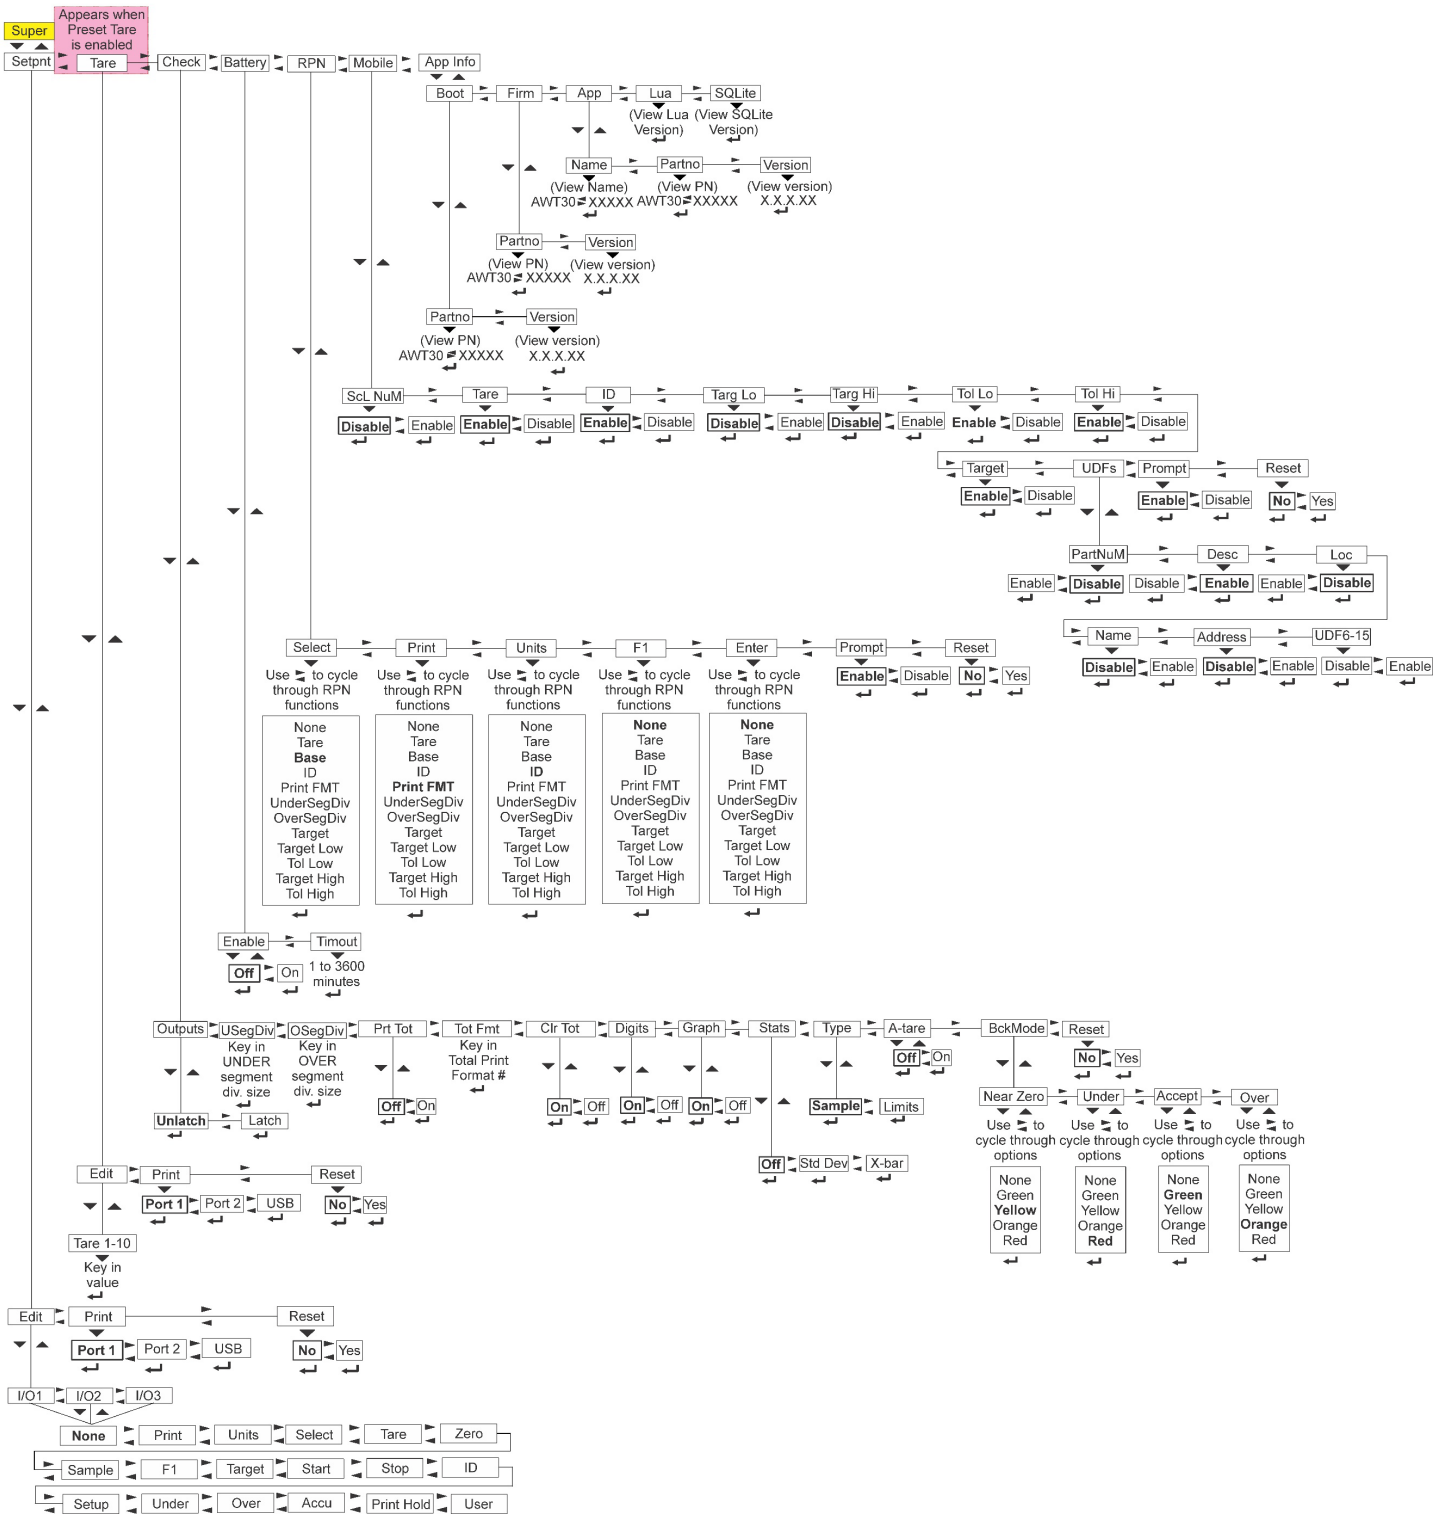 Super
Appears when
Preset Tare
is enabled
Setpnt
Tare
Check
Battery
RPN
Mobile
App Info
Boot
Firm
App
Lua
SQLite
(View Lua
Version)
(View SQLite
Version)
Name
Partno
Version
(View Name)
AWT30 XXXXX
(View PN)
AWT30 XXXXX
(View version)
X.X.X.XX
Partno
Version
(View PN)
AWT30 XXXXX
(View version)
X.X.X.XX
Partno
Version
(View PN)
AWT30 XXXXX
(View version)
X.X.X.XX
ScL NuM
Tare
ID
Targ Lo
Targ Hi
Tol Lo
Tol Hi
Disable Enable
Enable Disable
Enable Disable
Disable Enable
Disable Enable
Enable Disable
Enable Disable
Target
UDFs
Prompt
Reset
Enable Disable
Enable Disable
No Yes
PartNuM
Desc
Loc
Enable Disable
Disable Enable
Enable Disable
Name
Address
UDF6-15
Disable Enable
Disable Enable
Disable Enable
Select
Print
Units
F1
Enter
Prompt
Reset
Enable Disable
No Yes
Use to cycle
through RPN
functions
None
Tare
Base
ID
Print FMT
UnderSegDiv
OverSegDiv
Target
Target Low
Tol Low
Target High
Tol High
Use to cycle
through RPN
functions
None
Tare
Base
ID
Print FMT
UnderSegDiv
OverSegDiv
Target
Target Low
Tol Low
Target High
Tol High
Use to cycle
through RPN
functions
None
Tare
Base
ID
Print FMT
UnderSegDiv
OverSegDiv
Target
Target Low
Tol Low
Target High
Tol High
Use to cycle
through RPN
functions
None
Tare
Base
ID
Print FMT
UnderSegDiv
OverSegDiv
Target
Target Low
Tol Low
Target High
Tol High
Use to cycle
through RPN
functions
None
Tare
Base
ID
Print FMT
UnderSegDiv
OverSegDiv
Target
Target Low
Tol Low
Target High
Tol High
Enable
Timout
Off On
1 to 3600
minutes
Outputs
USegDiv
OSegDiv
Prt Tot
Tot Fmt
Clr Tot
Digits
Graph
Stats
Type
A-tare
BckMode
Reset
Key in
UNDER
segment
div. size
Key in
OVER
segment
div. size
Key in
Total Print
Format #
Off On
No Yes
Unlatch Latch
Off On
On Off
On Off
On Off
Sample Limits
Off Std Dev X-bar
Near Zero
Under
Accept
Over
Use to
cycle through
options
None
Green
Yellow
Orange
Red
Use to
cycle through
options
None
Green
Yellow
Orange
Red
Use to
cycle through
options
None
Green
Yellow
Orange
Red
Use to
cycle through
options
None
Green
Yellow
Orange
Red
Edit
Print
Reset
Port 1 Port 2 USB
No Yes
Tare 1-10
Key in
value
Edit
Print
Reset
Port 1 Port 2 USB
No Yes
I/O1 I/O2 I/O3
None Print Units Select Tare Zero
Sample F1 Target Start Stop ID
Setup Under Over Accu Print Hold User